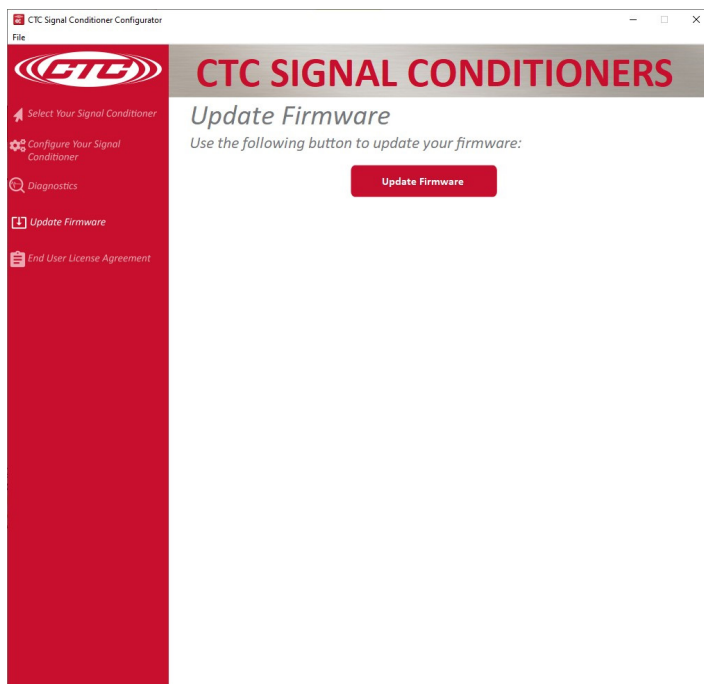 CTC Signal Conditioner Configurator
File
CTC
CTC SIGNAL CONDITIONERS
Select Your Signal Conditioner
Configure Your Signal
Conditioner
Diagnostics
Update Firmware
End User License Agreement
Update Firmware
Use the following button to update your firmware:
Update Firmware